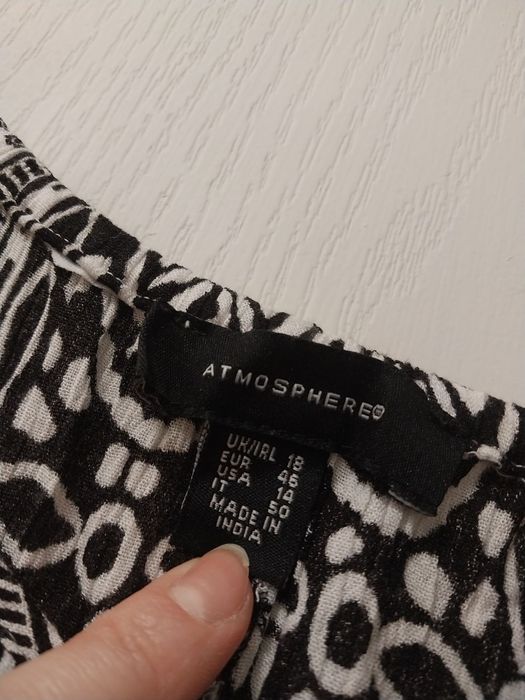 ATMOSPHERE®
UK/IRL 18
EUR 46
USA 14
IT 50
MADE IN
INDIA